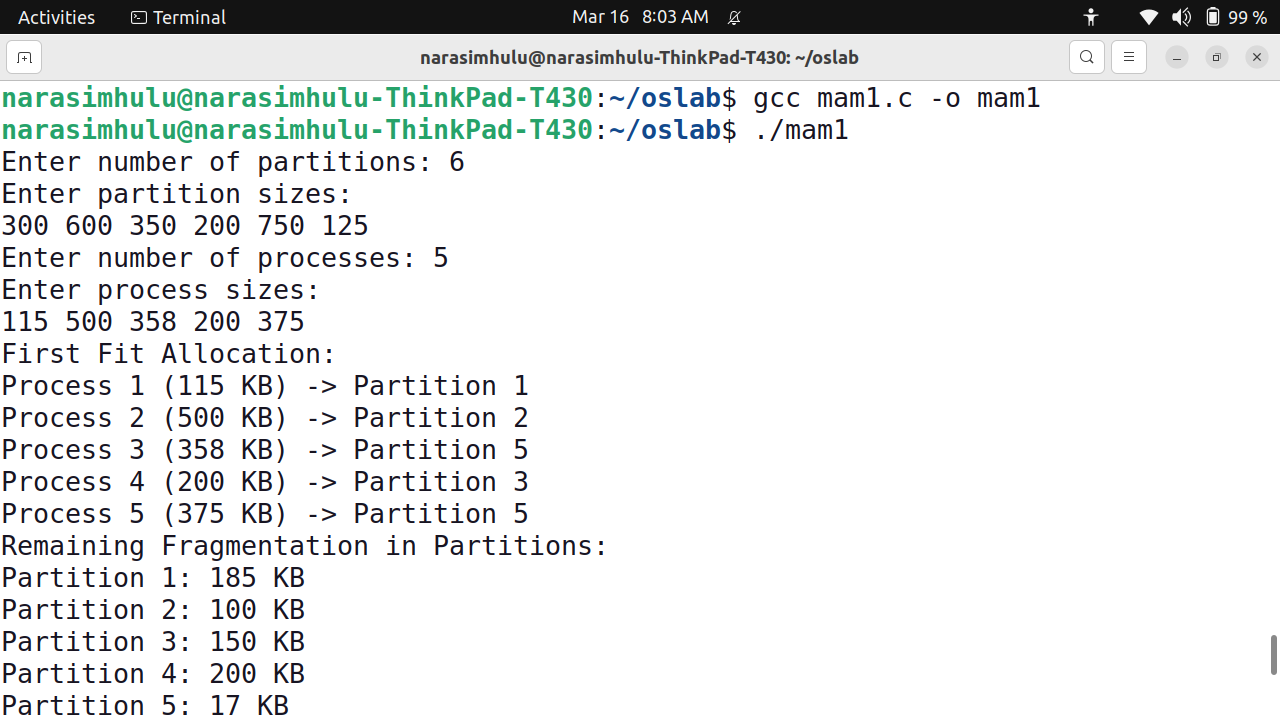 Activities Terminal Mar 16 8:03 AM 99 %
narasimhulu@narasimhulu-ThinkPad-T430: ~/oslab
narasimhulu@narasimhulu-ThinkPad-T430:~/oslab$ gcc mam1.c -o mam1
narasimhulu@narasimhulu-ThinkPad-T430:~/oslab$ ./mam1
Enter number of partitions: 6
Enter partition sizes:
300 600 350 200 750 125
Enter number of processes: 5
Enter process sizes:
115 500 358 200 375
First Fit Allocation:
Process 1 (115 KB) -> Partition 1
Process 2 (500 KB) -> Partition 2
Process 3 (358 KB) -> Partition 5
Process 4 (200 KB) -> Partition 3
Process 5 (375 KB) -> Partition 5
Remaining Fragmentation in Partitions:
Partition 1: 185 KB
Partition 2: 100 KB
Partition 3: 150 KB
Partition 4: 200 KB
Partition 5: 17 KB